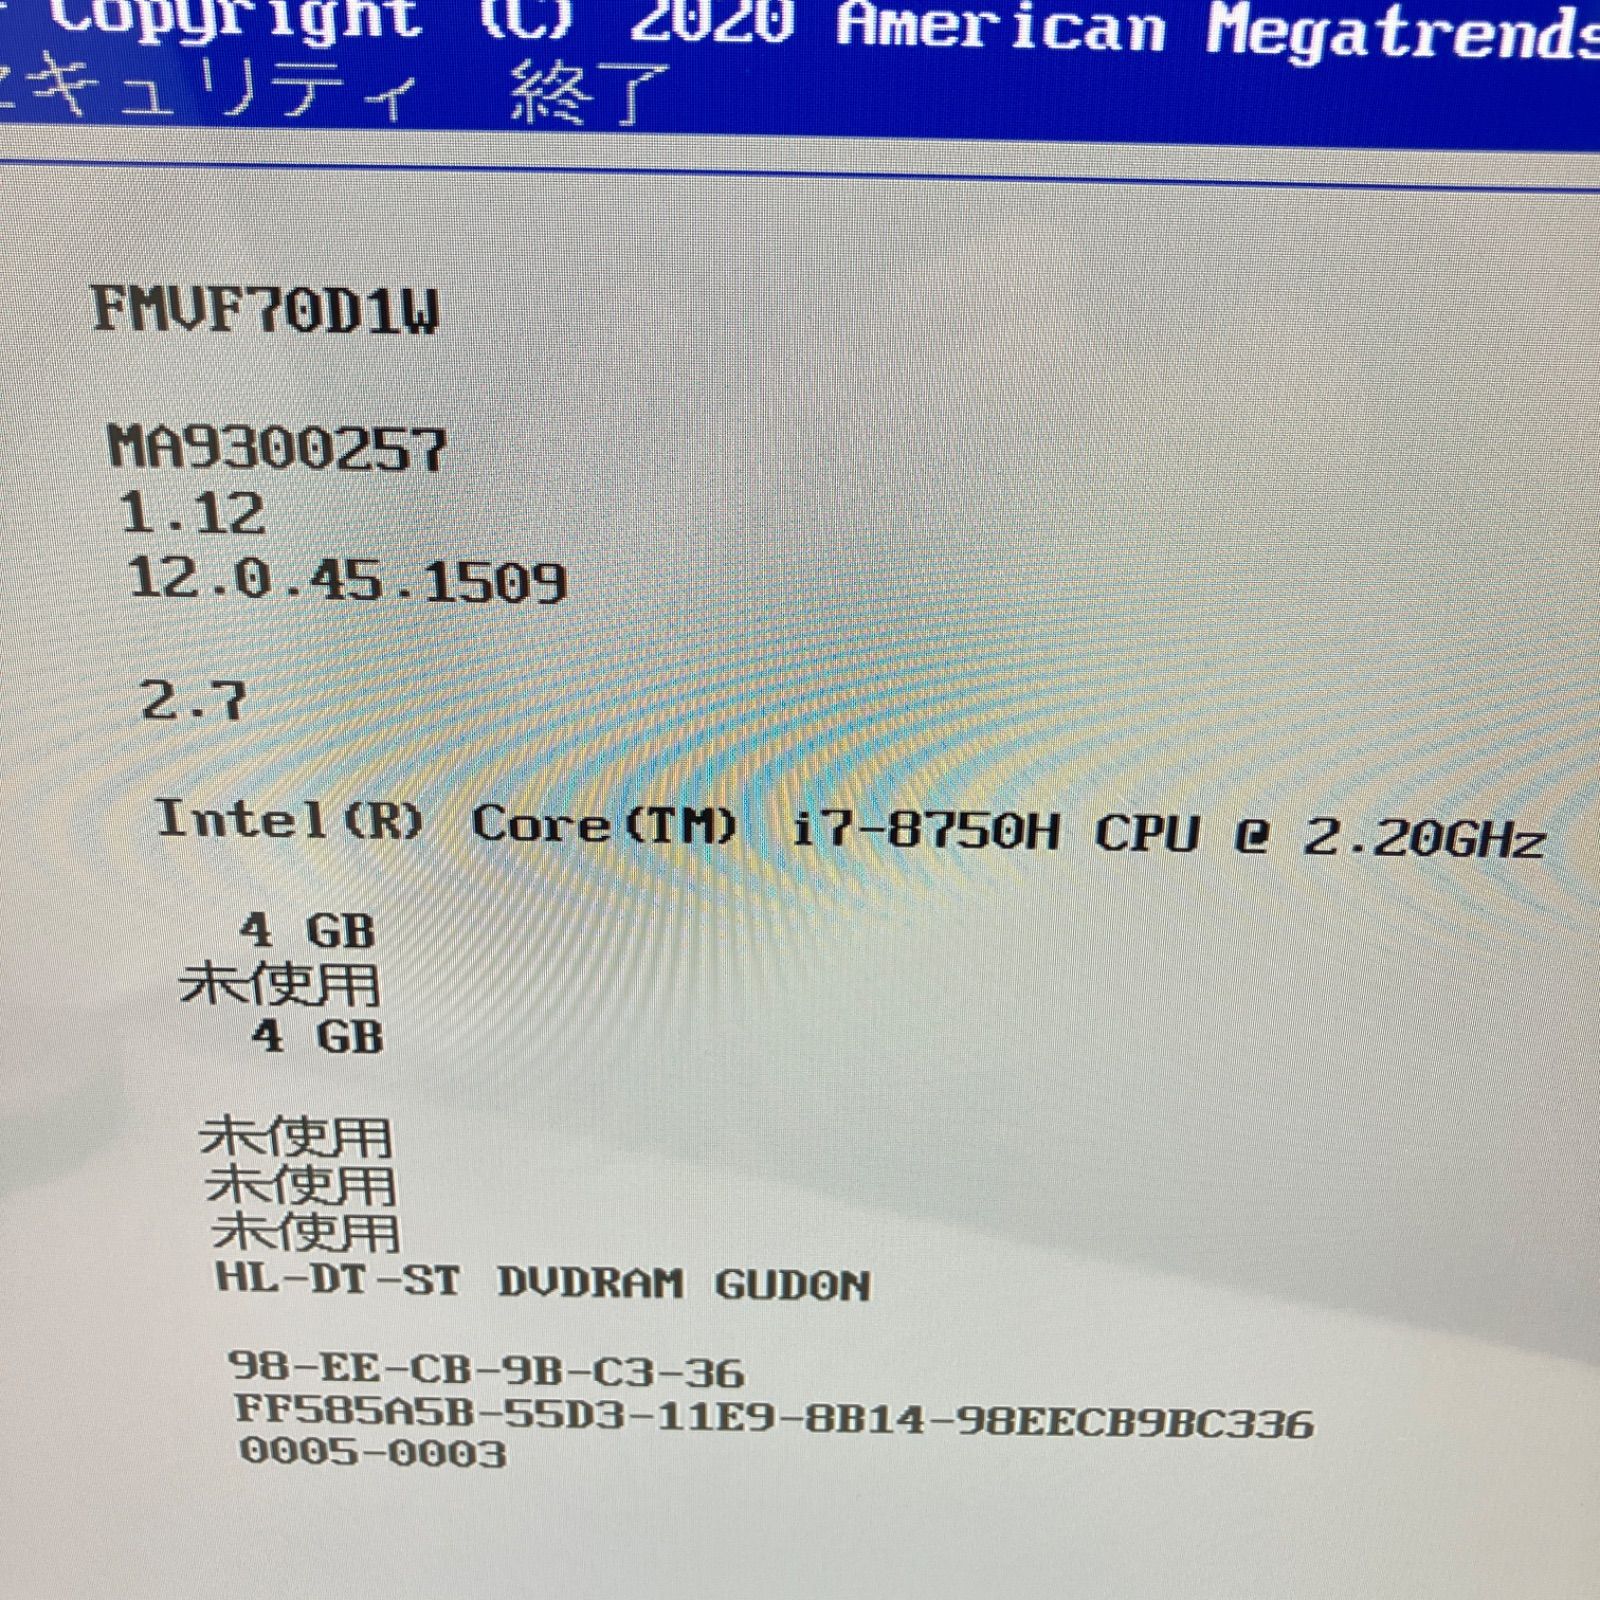 Copyright (C) 2020 American Megatrends
セキュリティ 終了
FMVF70D1W
MA9300257
1.12
12.0.45.1509
2.7
Intel(R) Core(TM) i7-8750H CPU @ 2.20GHz
4 GB
未使用
4 GB
未使用
未使用
未使用
HL-DT-ST DVDRAM GUD0N
98-EE-CB-9B-C3-36
FF585A5B-55D3-11E9-8B14-98EECB9BC336
0005-0003